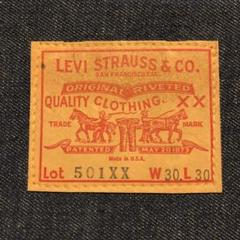 LEVI STRAUSS & CO.
SAN FRANCISCO, CAL.
ORIGINAL RIVETED
QUALITY CLOTHING. XX
TRADE MARK
PATENTED MAY 20 1873
Made in U.S.A.
Lot 501XX W30 L30